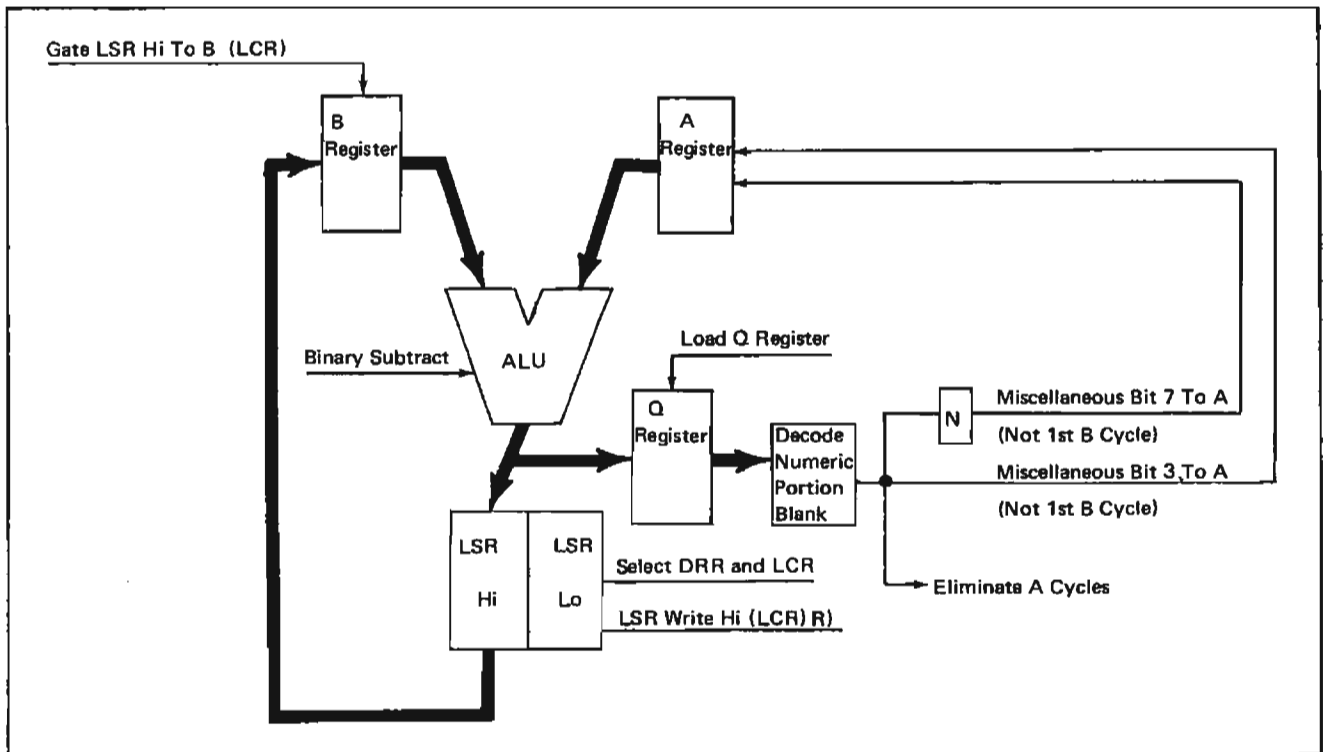 Gate LSR Hi To B (LCR)
B
Register
A
Register
Binary Subtract
ALU
Load Q Register
Q
Register
Decode
Numeric
Portion
Blank
N
Miscellaneous Bit 7 To A
(Not 1st B Cycle)
Miscellaneous Bit 3 To A
(Not 1st B Cycle)
Eliminate A Cycles
LSR
Hi
LSR
Lo
Select DRR and LCR
LSR Write Hi (LCR) R)